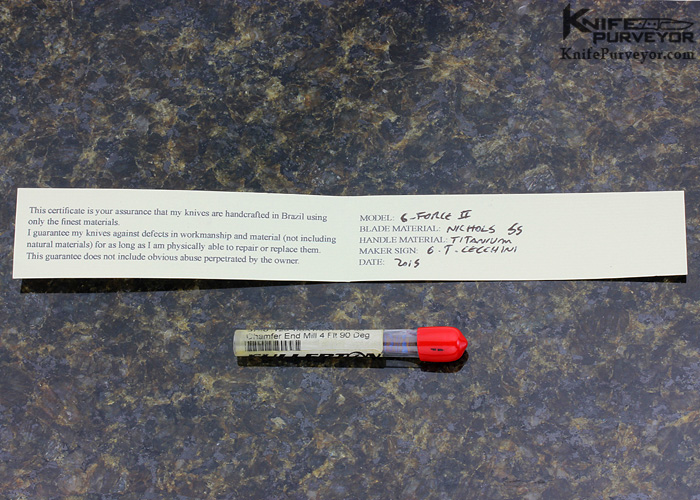 KNIFE
PURVEYOR
KnifePurveyor.com
This certificate is your assurance that my knives are handcrafted in Brazil using
only the finest materials.
I guarantee my knives against defects in workmanship and material (not including
natural materials) for as long as I am physically able to repair or replace them.
This guarantee does not include obvious abuse perpetrated by the owner.
MODEL: G-FORCE II
BLADE MATERIAL: NICHOLS SS
HANDLE MATERIAL: TITANIUM
MAKER SIGN: G.T.CECCHINI
DATE: 2015
Chamfer End Mill 4 Flt 90 Deg
FULLERTON